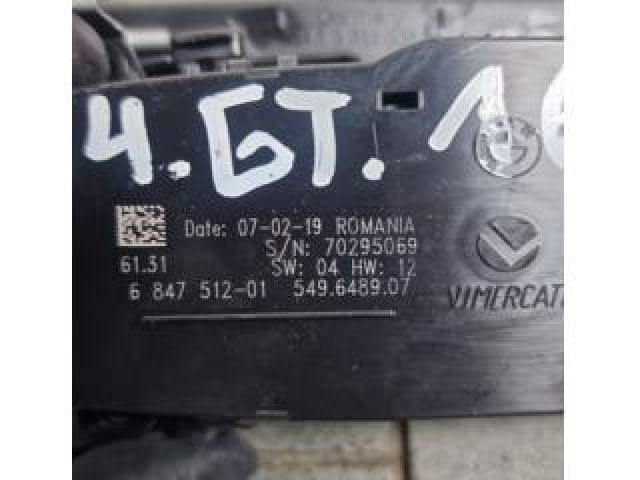 4.GT.1
Date: 07-02-19 ROMANIA
S/N: 70295069
61.31 SW: 04 HW: 12
6 847 512-01 549.6489.07
VIMERCATI